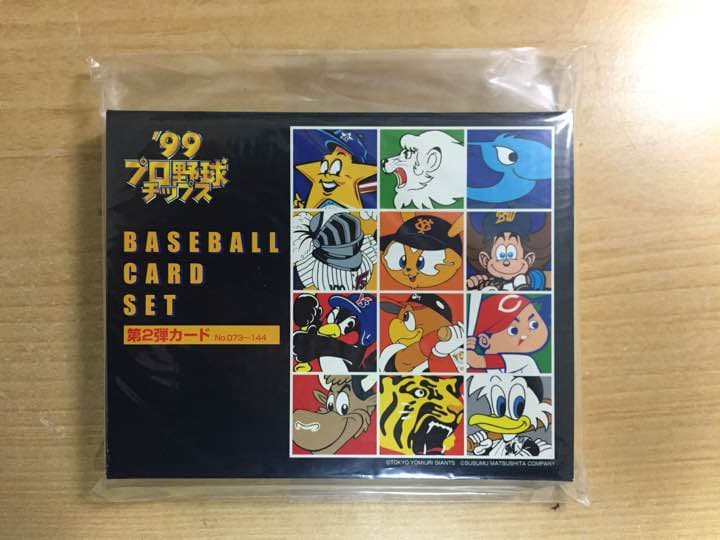 '99
プロ野球
チップス
BASEBALL
CARD
SET
第2弾カード No.073～144
BW
C
©TOKYO YOMIURI GIANTS ©SUSUMU MATSUSHITA COMPANY